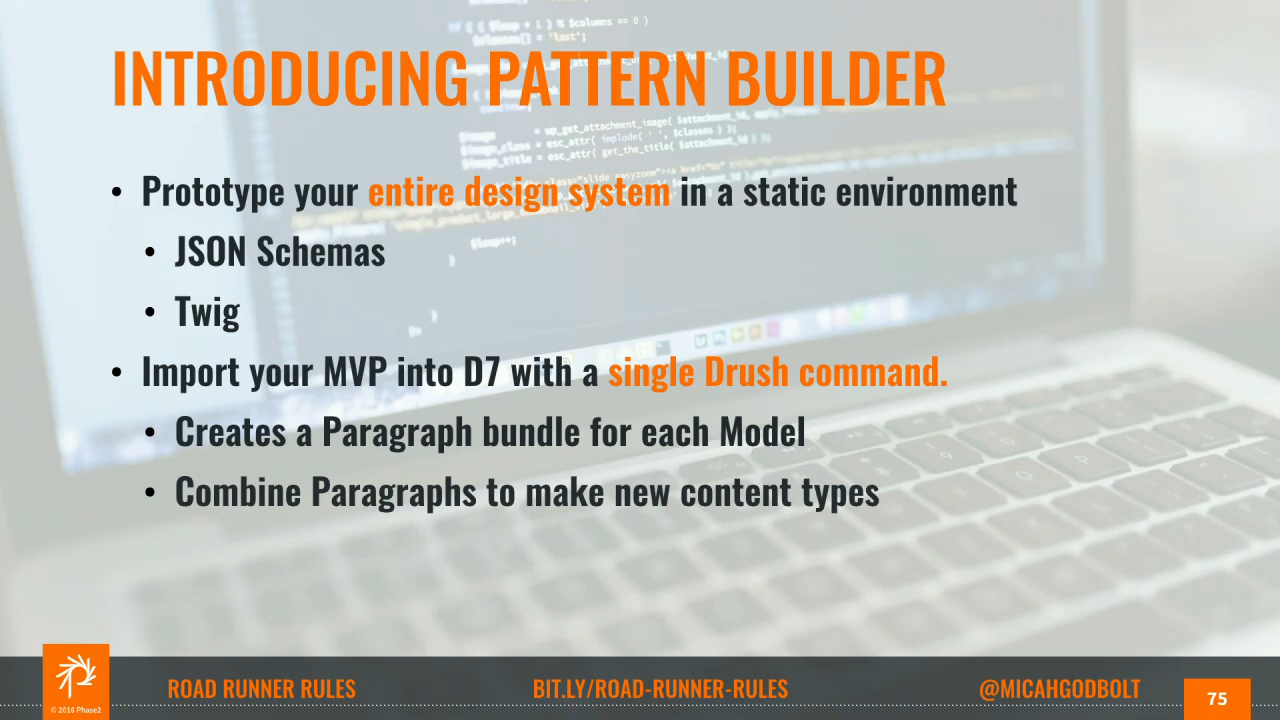 INTRODUCING PATTERN BUILDER
• Prototype your entire design system in a static environment
• JSON Schemas
• Twig
• Import your MVP into D7 with a single Drush command.
• Creates a Paragraph bundle for each Model
• Combine Paragraphs to make new content types
ROAD RUNNER RULES
BIT.LY/ROAD-RUNNER-RULES
@MICAHGODBOLT
75
© 2016 Phase2